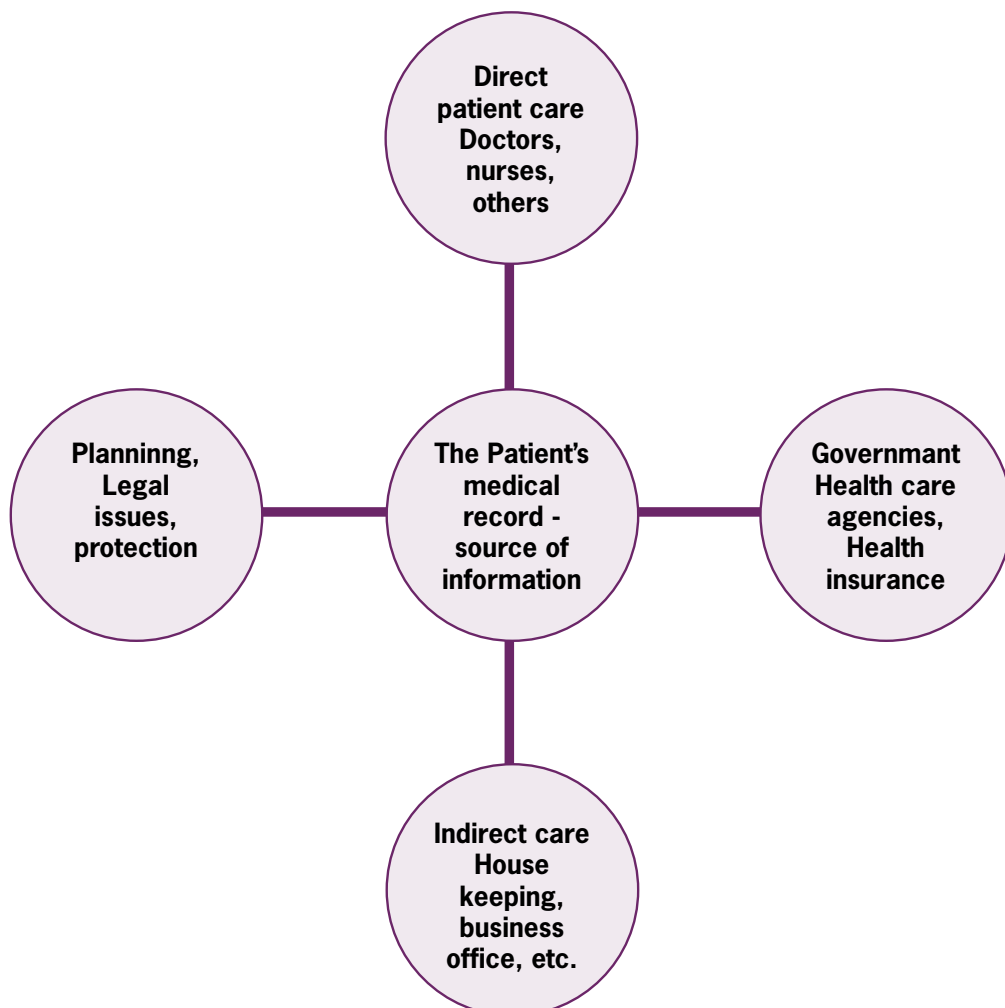 Direct
patient care
Doctors,
nurses,
others
Planninng,
Legal
issues,
protection
The Patient’s
medical
record -
source of
information
Governmant
Health care
agencies,
Health
insurance
Indirect care
House
keeping,
business
office, etc.